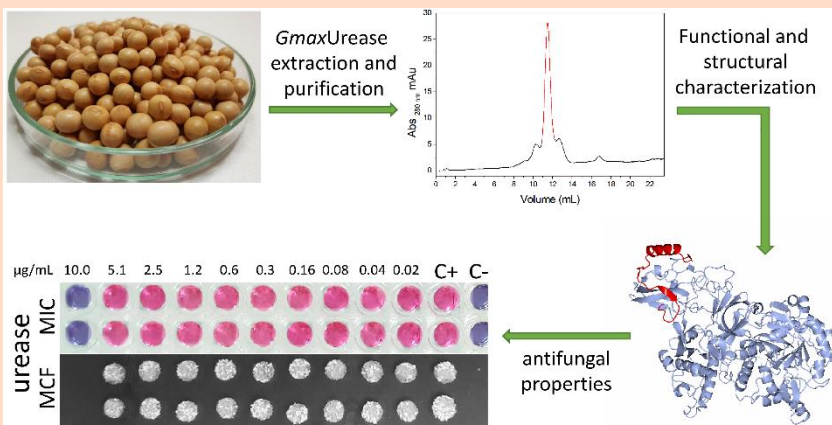 GmaxUrease
extraction and
purification
Abs 280 nm mAu
30
25
20
15
10
5
0
0 2 4 6 8 10 12 14 16 18 20 22
Volume (mL)
Functional and
structural
characterization
antifungal
properties
µg/mL 10.0 5.1 2.5 1.2 0.6 0.3 0.16 0.08 0.04 0.02 C+ C-
urease
MIC
MCF